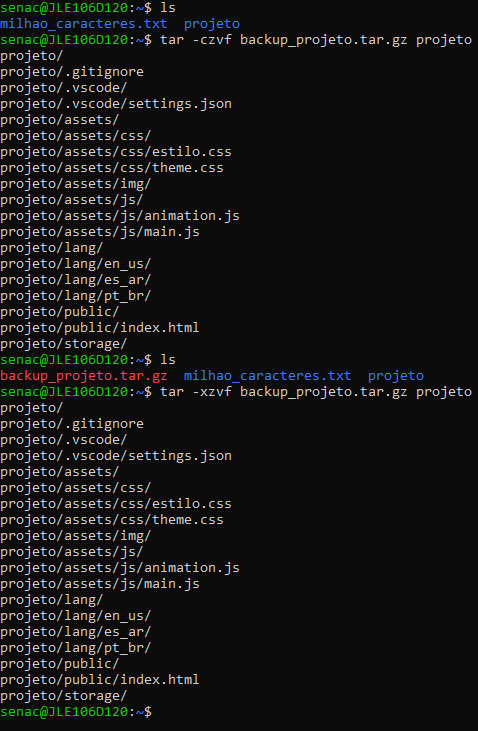 senac@JLE106D120:~$ ls
milhao_caracteres.txt  projeto
senac@JLE106D120:~$ tar -czvf backup_projeto.tar.gz projeto
projeto/
projeto/.gitignore
projeto/.vscode/
projeto/.vscode/settings.json
projeto/assets/
projeto/assets/css/
projeto/assets/css/estilo.css
projeto/assets/css/theme.css
projeto/assets/img/
projeto/assets/js/
projeto/assets/js/animation.js
projeto/assets/js/main.js
projeto/lang/
projeto/lang/en_us/
projeto/lang/es_ar/
projeto/lang/pt_br/
projeto/public/
projeto/public/index.html
projeto/storage/
senac@JLE106D120:~$ ls
backup_projeto.tar.gz  milhao_caracteres.txt  projeto
senac@JLE106D120:~$ tar -xzvf backup_projeto.tar.gz projeto
projeto/
projeto/.gitignore
projeto/.vscode/
projeto/.vscode/settings.json
projeto/assets/
projeto/assets/css/
projeto/assets/css/estilo.css
projeto/assets/css/theme.css
projeto/assets/img/
projeto/assets/js/
projeto/assets/js/animation.js
projeto/assets/js/main.js
projeto/lang/
projeto/lang/en_us/
projeto/lang/es_ar/
projeto/lang/pt_br/
projeto/public/
projeto/public/index.html
projeto/storage/
senac@JLE106D120:~$